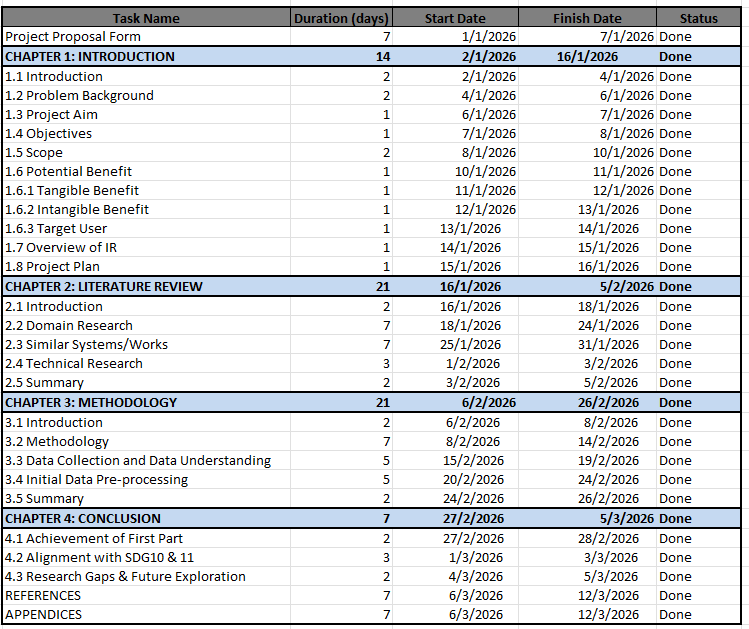 Task Name Duration (days) Start Date Finish Date Status
Project Proposal Form 7 1/1/2026 7/1/2026 Done
CHAPTER 1: INTRODUCTION 14 2/1/2026 16/1/2026 Done
1.1 Introduction 2 2/1/2026 4/1/2026 Done
1.2 Problem Background 2 4/1/2026 6/1/2026 Done
1.3 Project Aim 1 6/1/2026 7/1/2026 Done
1.4 Objectives 1 7/1/2026 8/1/2026 Done
1.5 Scope 2 8/1/2026 10/1/2026 Done
1.6 Potential Benefit 1 10/1/2026 11/1/2026 Done
1.6.1 Tangible Benefit 1 11/1/2026 12/1/2026 Done
1.6.2 Intangible Benefit 1 12/1/2026 13/1/2026 Done
1.6.3 Target User 1 13/1/2026 14/1/2026 Done
1.7 Overview of IR 1 14/1/2026 15/1/2026 Done
1.8 Project Plan 1 15/1/2026 16/1/2026 Done
CHAPTER 2: LITERATURE REVIEW 21 16/1/2026 5/2/2026 Done
2.1 Introduction 2 16/1/2026 18/1/2026 Done
2.2 Domain Research 7 18/1/2026 24/1/2026 Done
2.3 Similar Systems/Works 7 25/1/2026 31/1/2026 Done
2.4 Technical Research 3 1/2/2026 3/2/2026 Done
2.5 Summary 2 3/2/2026 5/2/2026 Done
CHAPTER 3: METHODOLOGY 21 6/2/2026 26/2/2026 Done
3.1 Introduction 2 6/2/2026 8/2/2026 Done
3.2 Methodology 7 8/2/2026 14/2/2026 Done
3.3 Data Collection and Data Understanding 5 15/2/2026 19/2/2026 Done
3.4 Initial Data Pre-processing 5 20/2/2026 24/2/2026 Done
3.5 Summary 2 24/2/2026 26/2/2026 Done
CHAPTER 4: CONCLUSION 7 27/2/2026 5/3/2026 Done
4.1 Achievement of First Part 2 27/2/2026 28/2/2026 Done
4.2 Alignment with SDG10 & 11 3 1/3/2026 3/3/2026 Done
4.3 Research Gaps & Future Exploration 2 4/3/2026 5/3/2026 Done
REFERENCES 7 6/3/2026 12/3/2026 Done
APPENDICES 7 6/3/2026 12/3/2026 Done